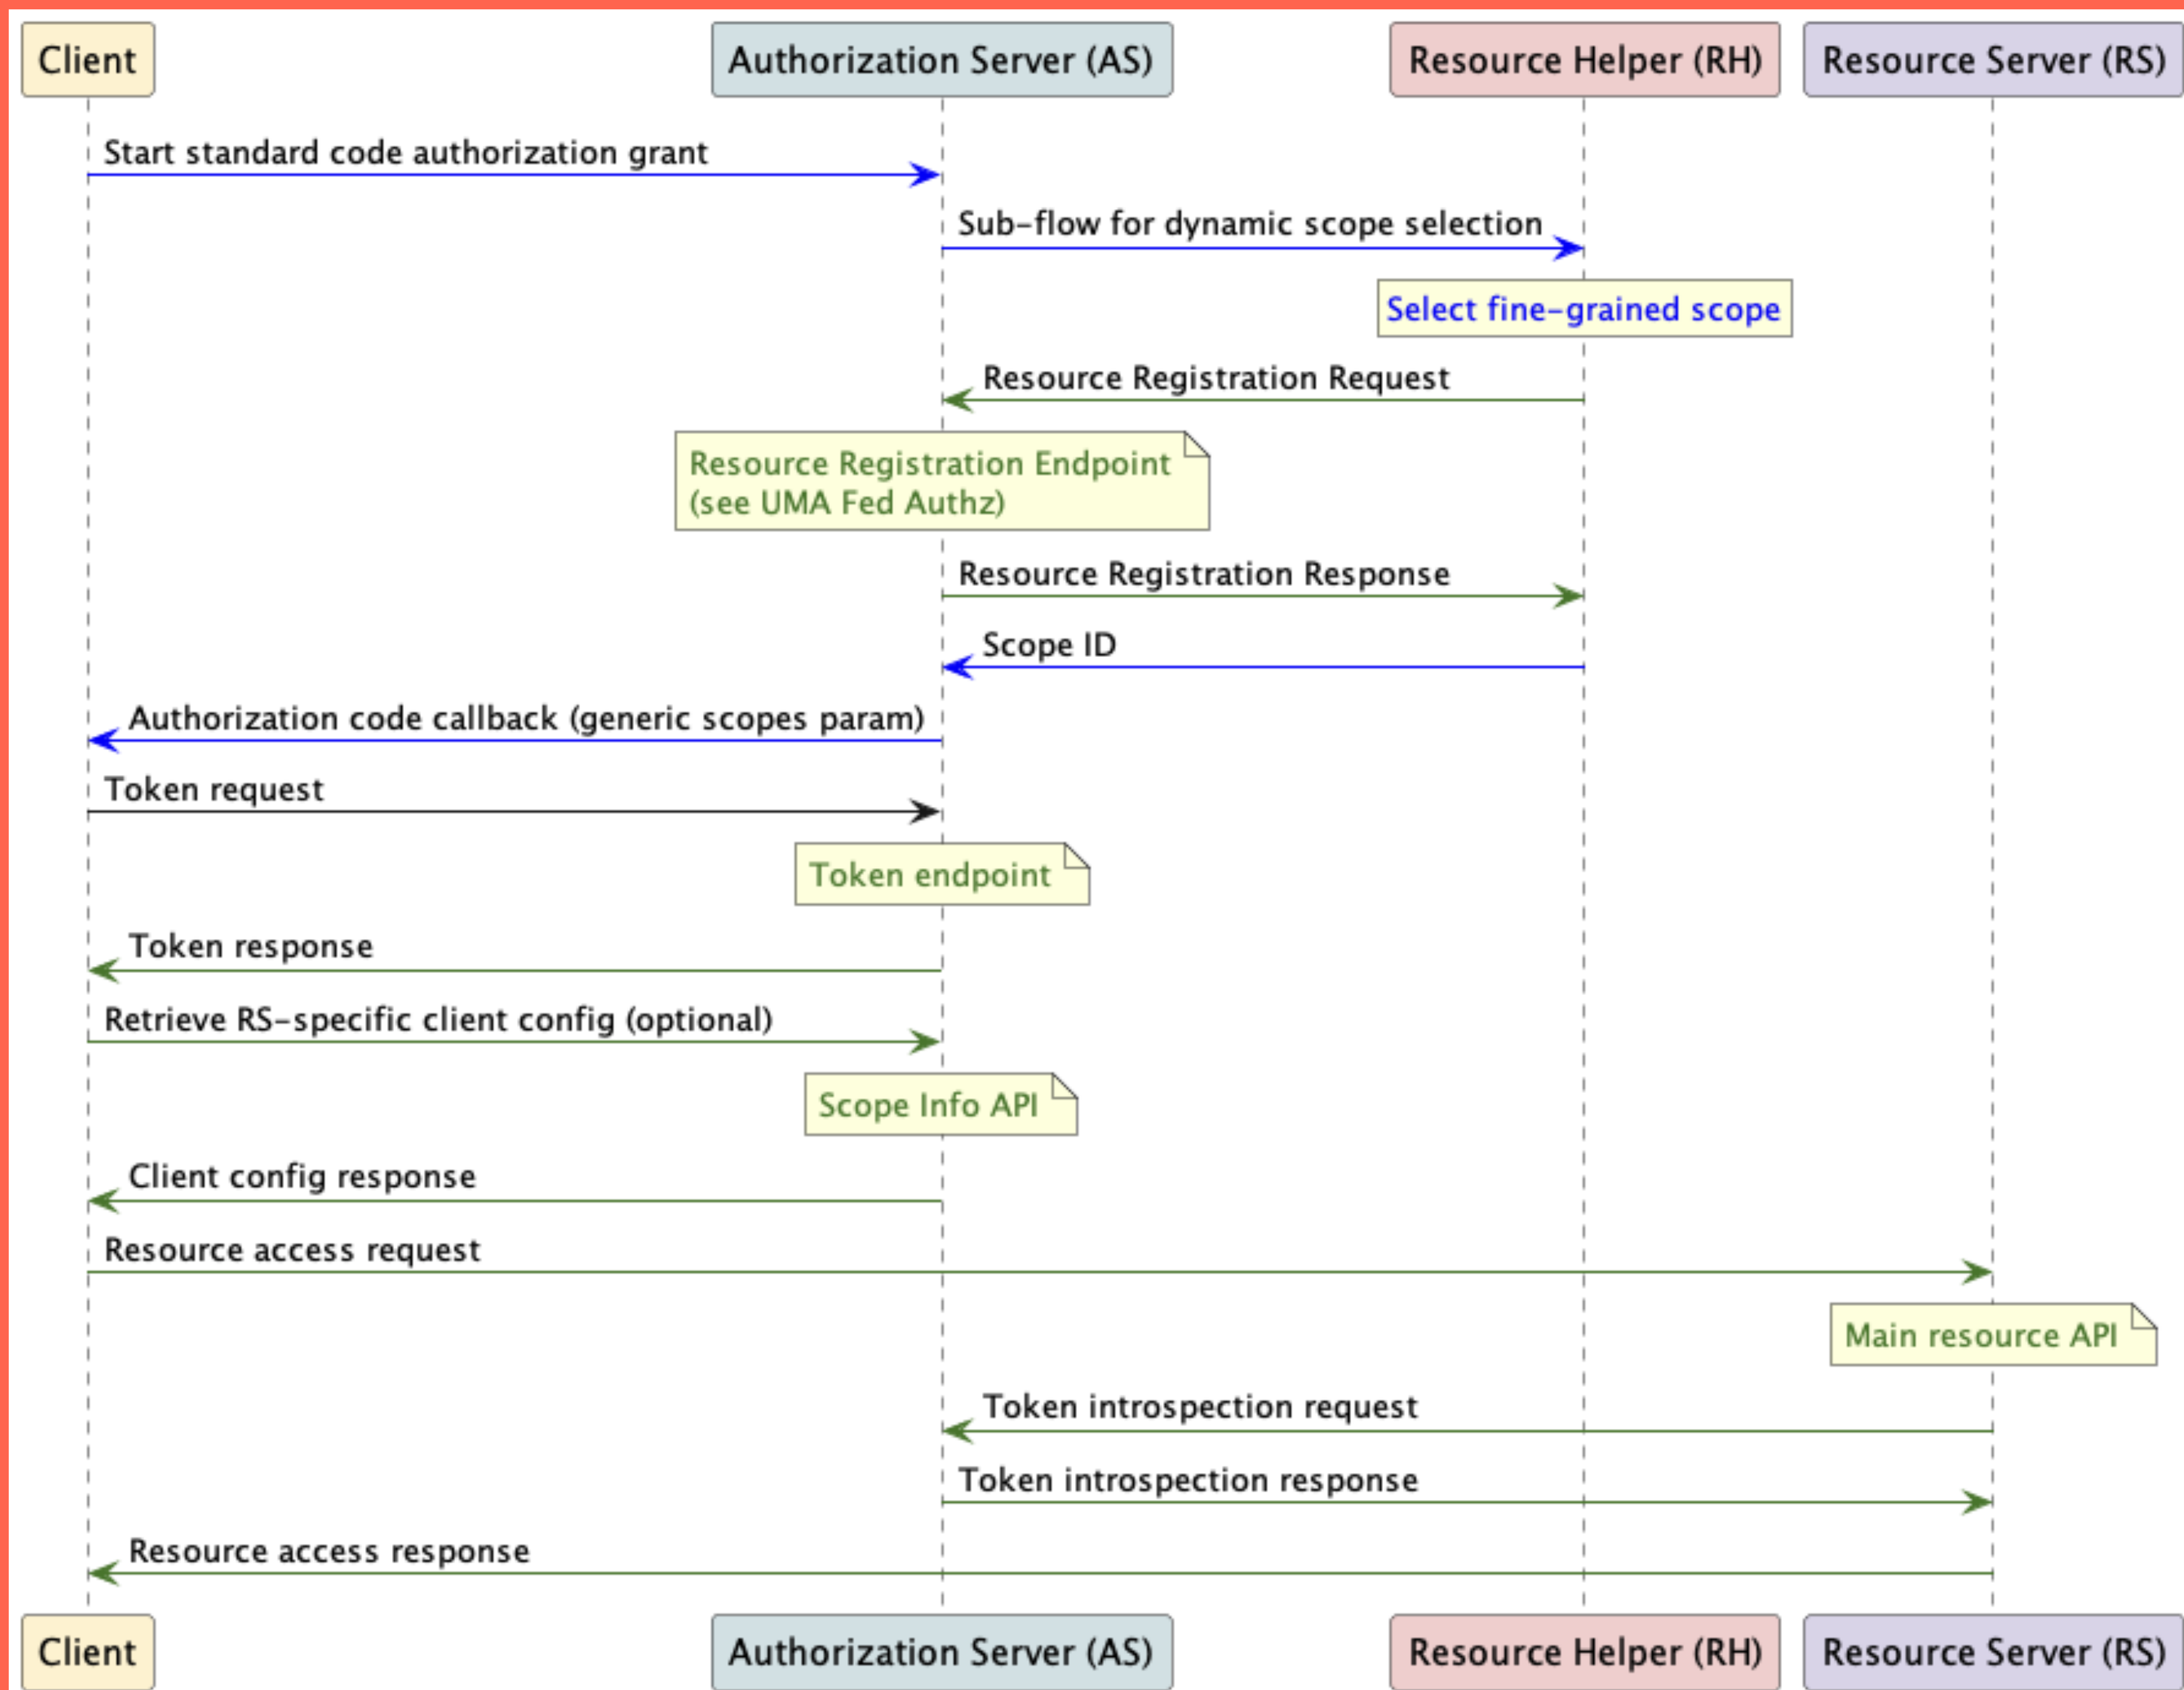 Client
Authorization Server (AS)
Resource Helper (RH)
Resource Server (RS)
Start standard code authorization grant
Sub-flow for dynamic scope selection
Select fine-grained scope
Resource Registration Request
Resource Registration Endpoint
(see UMA Fed Authz)
Resource Registration Response
Scope ID
Authorization code callback (generic scopes param)
Token request
Token endpoint
Token response
Retrieve RS-specific client config (optional)
Scope Info API
Client config response
Resource access request
Main resource API
Token introspection request
Token introspection response
Resource access response
Client
Authorization Server (AS)
Resource Helper (RH)
Resource Server (RS)